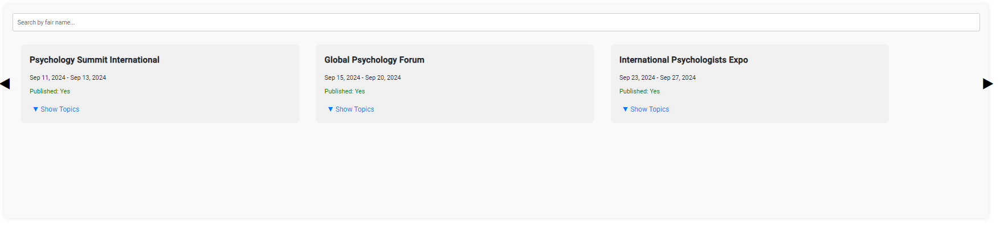 Search by fair name...
Psychology Summit International
Sep 11, 2024 - Sep 13, 2024
Published: Yes
▼ Show Topics
Global Psychology Forum
Sep 15, 2024 - Sep 20, 2024
Published: Yes
▼ Show Topics
International Psychologists Expo
Sep 23, 2024 - Sep 27, 2024
Published: Yes
▼ Show Topics